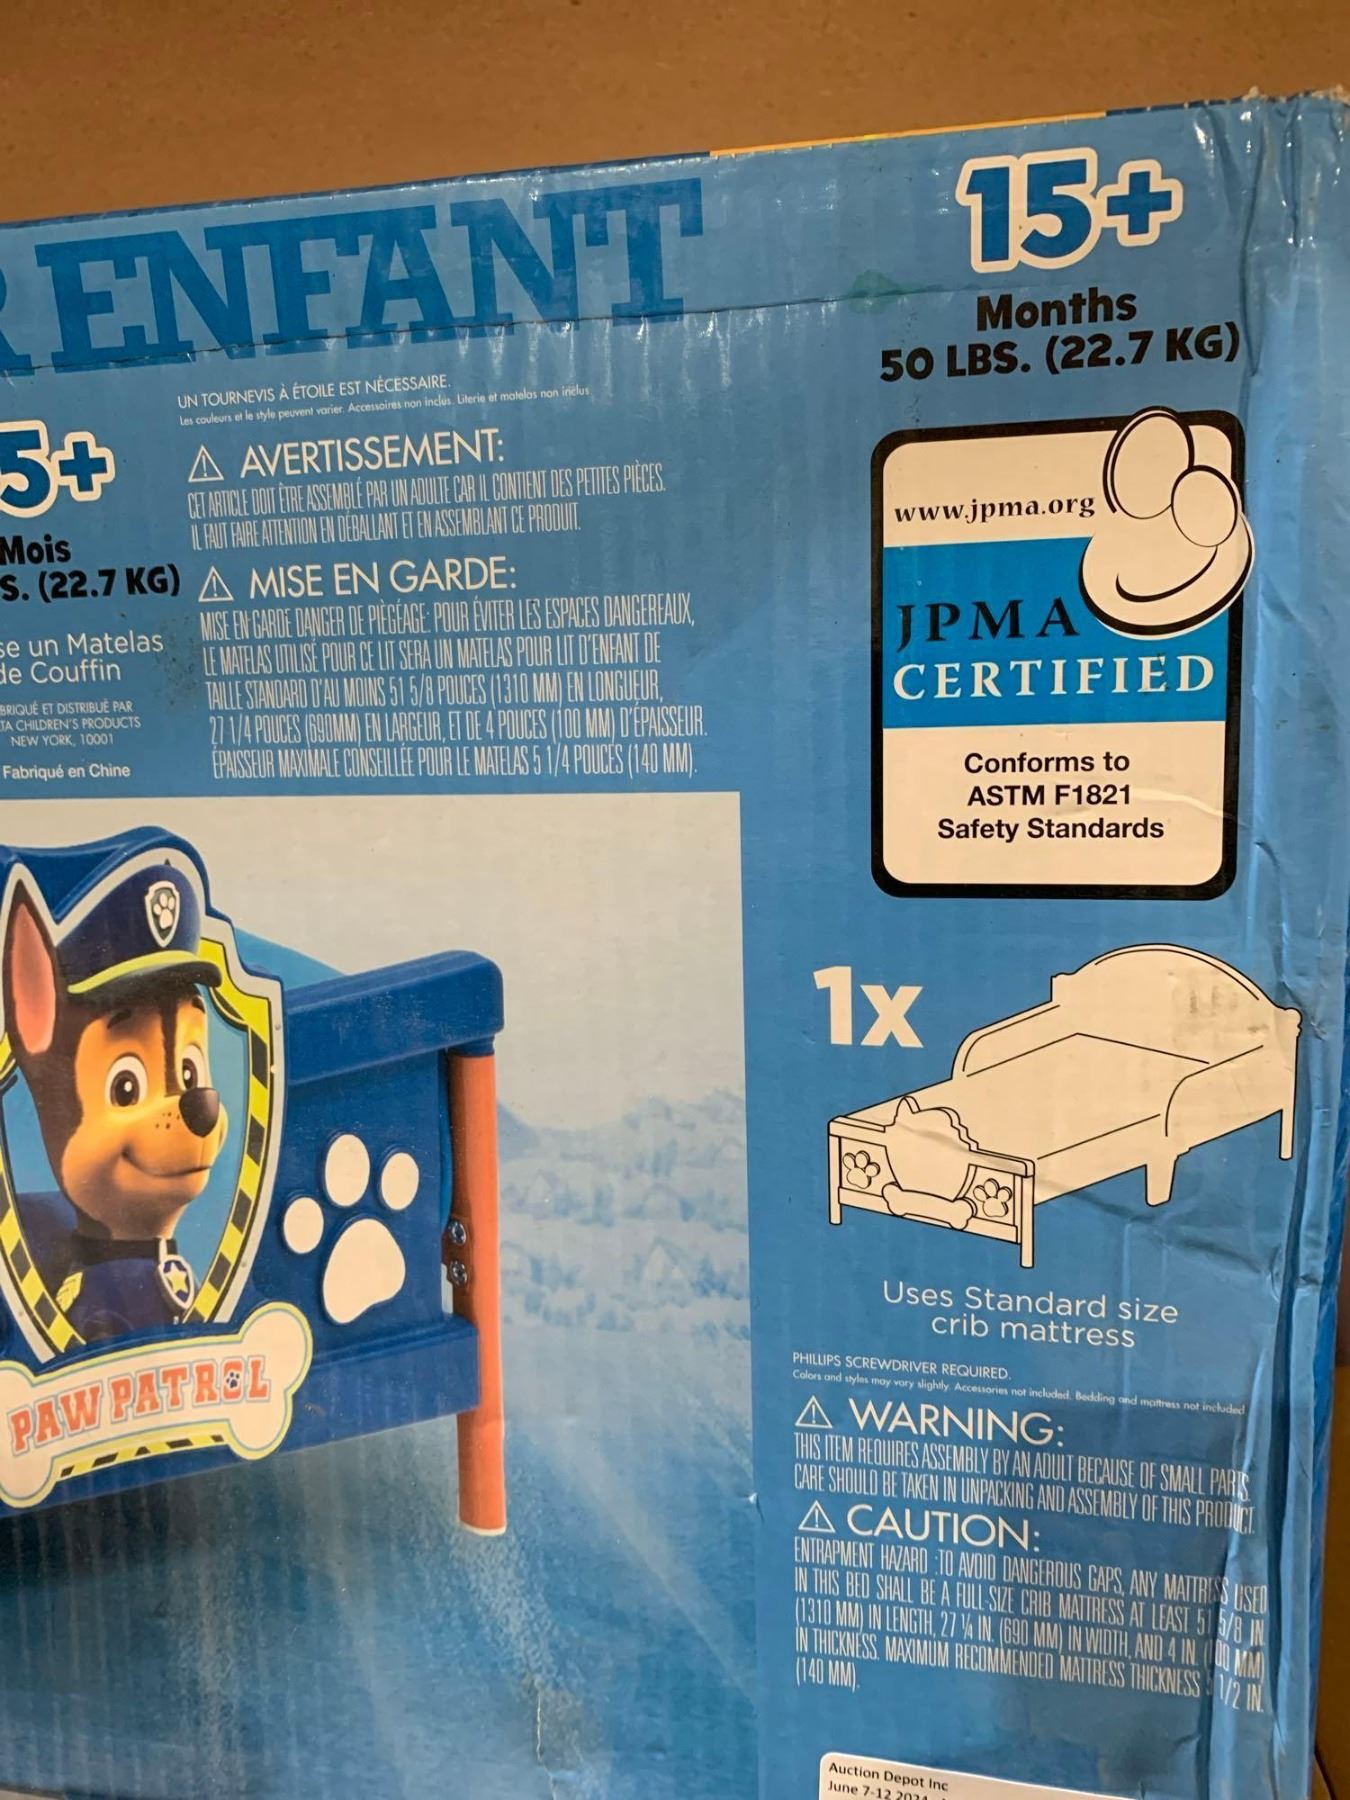 ENFANT
UN TOURNEVIS À ÉTOILE EST NÉCESSAIRE.
Les couleurs et le style peuvent varier. Accessoires non inclus. Literie et matelas non inclus
5+
Mois
S. (22.7 KG)
se un Matelas
de Couffin
BRIQUÉ ET DISTRIBUÉ PAR
TA CHILDREN'S PRODUCTS
NEW YORK, 10001
Fabriqué en Chine
⚠ AVERTISSEMENT:
CET ARTICLE DOIT ÊTRE ASSEMBLÉ PAR UN ADULTE CAR IL CONTIENT DES PETITES PIÈCES.
IL FAUT FAIRE ATTENTION EN DÉBALLANT ET EN ASSEMBLANT CE PRODUIT.
⚠ MISE EN GARDE:
MISE EN GARDE DANGER DE PIÈGÉAGE: POUR ÉVITER LES ESPACES DANGEREAUX,
LE MATELAS UTILISÉ POUR CE LIT SERA UN MATELAS POUR LIT D'ENFANT DE
TAILLE STANDARD D'AU MOINS 51 5/8 POUCES (1310 MM) EN LONGUEUR,
27 1/4 POUCES (690MM) EN LARGEUR, ET DE 4 POUCES (100 MM) D'ÉPAISSEUR.
ÉPAISSEUR MAXIMALE CONSEILLÉE POUR LE MATELAS 5 1/4 POUCES (140 MM).
PAW PATROL
15+
Months
50 LBS. (22.7 KG)
www.jpma.org
JPMA
CERTIFIED
Conforms to
ASTM F1821
Safety Standards
1x
Uses Standard size
crib mattress
PHILLIPS SCREWDRIVER REQUIRED.
Colors and styles may vary slightly. Accessories not included. Bedding and mattress not included
⚠ WARNING:
THIS ITEM REQUIRES ASSEMBLY BY AN ADULT BECAUSE OF SMALL PARTS.
CARE SHOULD BE TAKEN IN UNPACKING AND ASSEMBLY OF THIS PRODUCT.
⚠ CAUTION:
ENTRAPMENT HAZARD :TO AVOID DANGEROUS GAPS, ANY MATTRESS USED
IN THIS BED SHALL BE A FULL-SIZE CRIB MATTRESS AT LEAST 51 5/8 IN
(1310 MM) IN LENGTH, 27 ¼ IN. (690 MM) IN WIDTH, AND 4 IN. (100 MM)
IN THICKNESS. MAXIMUM RECOMMENDED MATTRESS THICKNESS 5 1/2 IN.
(140 MM).
Auction Depot Inc
June 7-12 2024